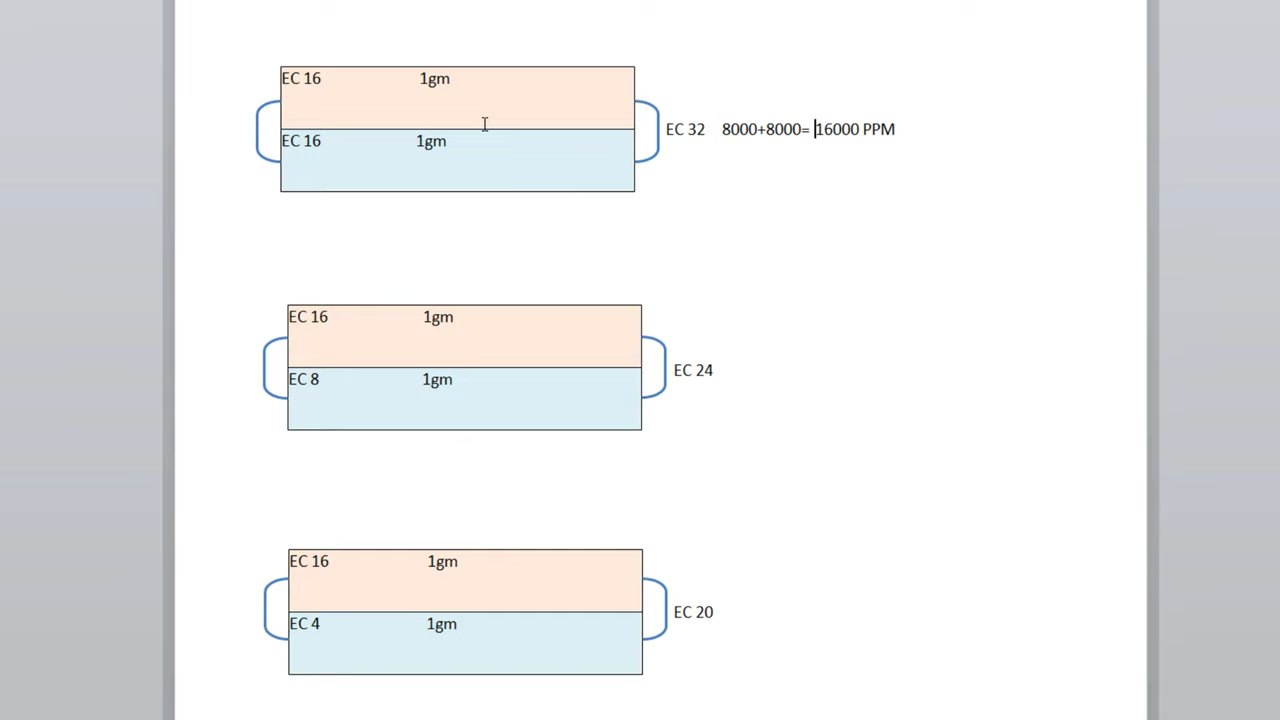 EC 16 1gm
EC 32 8000+8000= 16000 PPM
EC 16 1gm
EC 16 1gm
EC 24
EC 8 1gm
EC 16 1gm
EC 20
EC 4 1gm